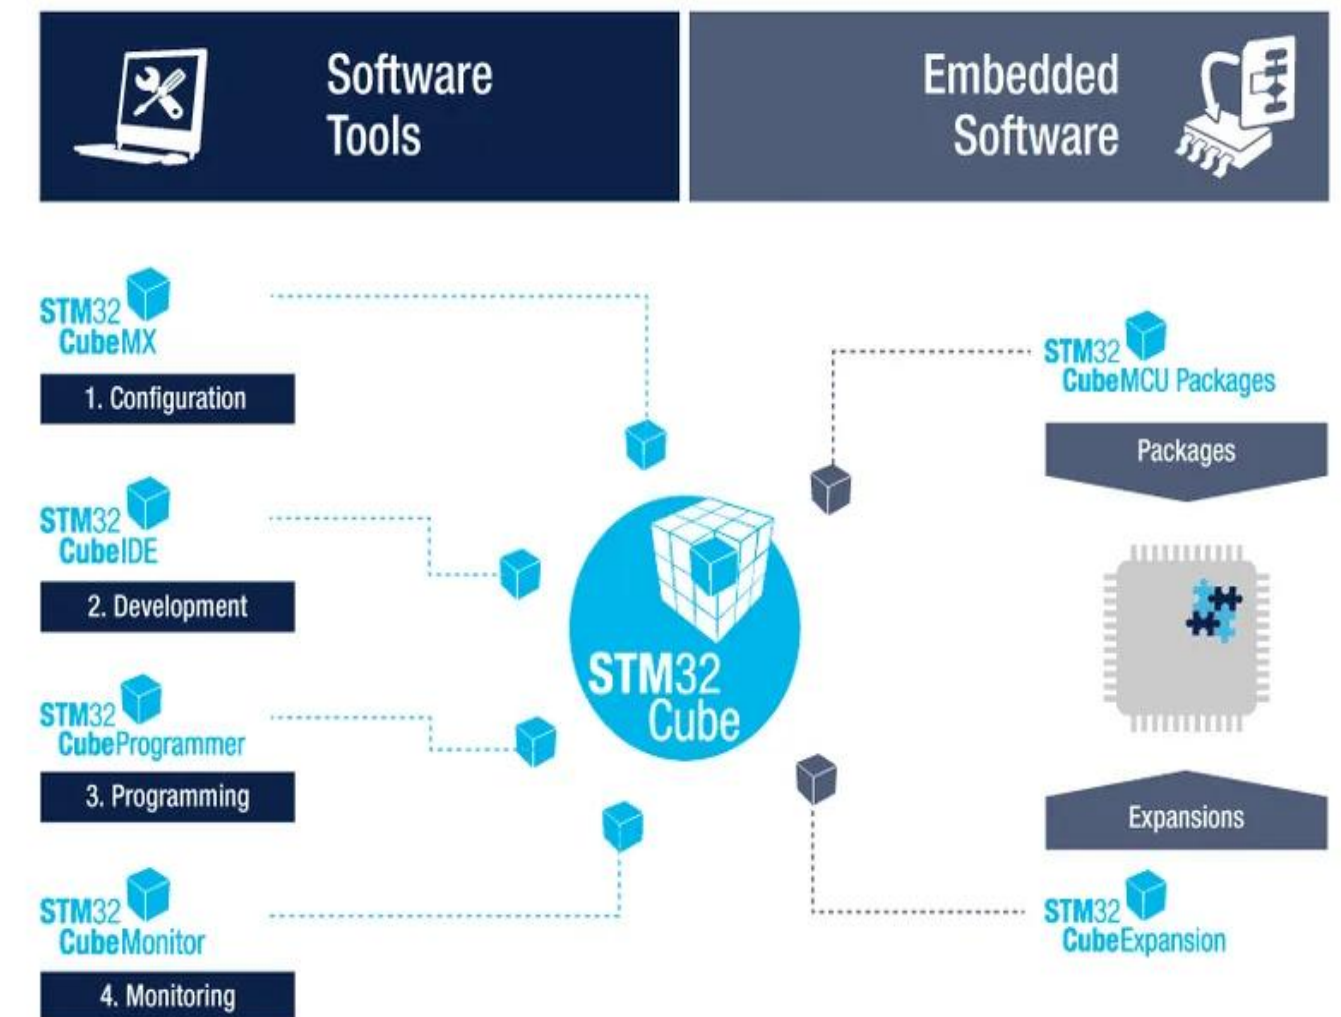 Software
Tools
Embedded
Software
STM32
CubeMX
1. Configuration
STM32
CubeIDE
2. Development
STM32
CubeProgrammer
3. Programming
STM32
CubeMonitor
4. Monitoring
STM32
Cube
STM32
CubeMCU Packages
Packages
Expansions
STM32
CubeExpansion